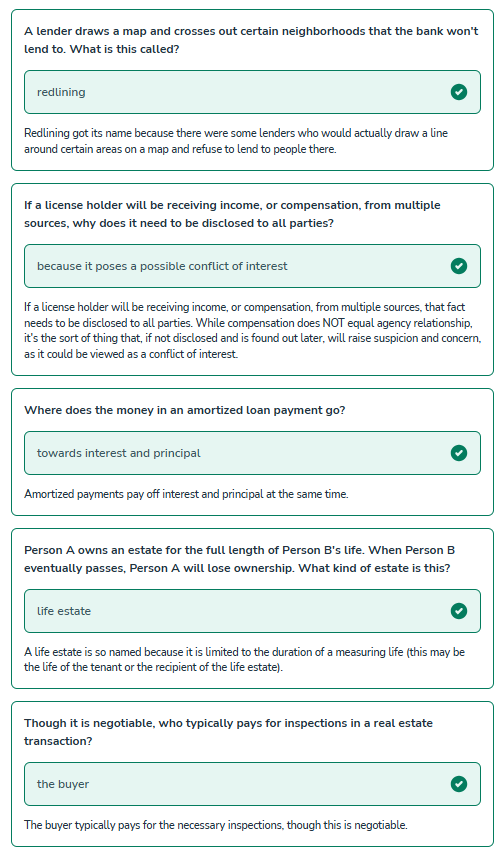 A lender draws a map and crosses out certain neighborhoods that the bank won't
lend to. What is this called?
redlining
Redlining got its name because there were some lenders who would actually draw a line
around certain areas on a map and refuse to lend to people there.
If a license holder will be receiving income, or compensation, from multiple
sources, why does it need to be disclosed to all parties?
because it poses a possible conflict of interest
If a license holder will be receiving income, or compensation, from multiple sources, that fact
needs to be disclosed to all parties. While compensation does NOT equal agency relationship,
it's the sort of thing that, if not disclosed and is found out later, will raise suspicion and concern,
as it could be viewed as a conflict of interest.
Where does the money in an amortized loan payment go?
towards interest and principal
Amortized payments pay off interest and principal at the same time.
Person A owns an estate for the full length of Person B's life. When Person B
eventually passes, Person A will lose ownership. What kind of estate is this?
life estate
A life estate is so named because it is limited to the duration of a measuring life (this may be
the life of the tenant or the recipient of the life estate).
Though it is negotiable, who typically pays for inspections in a real estate
transaction?
the buyer
The buyer typically pays for the necessary inspections, though this is negotiable.